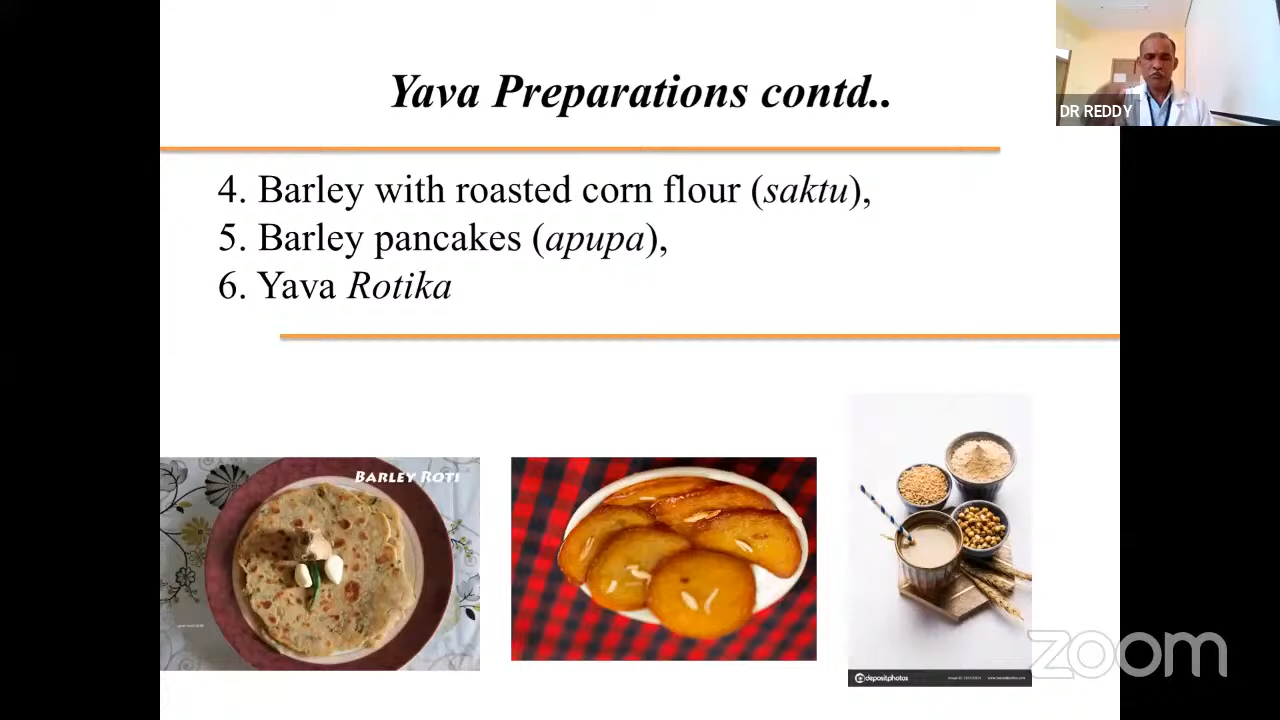 Yava Preparations contd..
DR REDDY
4. Barley with roasted corn flour (saktu),
5. Barley pancakes (apupa),
6. Yava Rotika
BARLEY ROTI
depositphotos
zoom